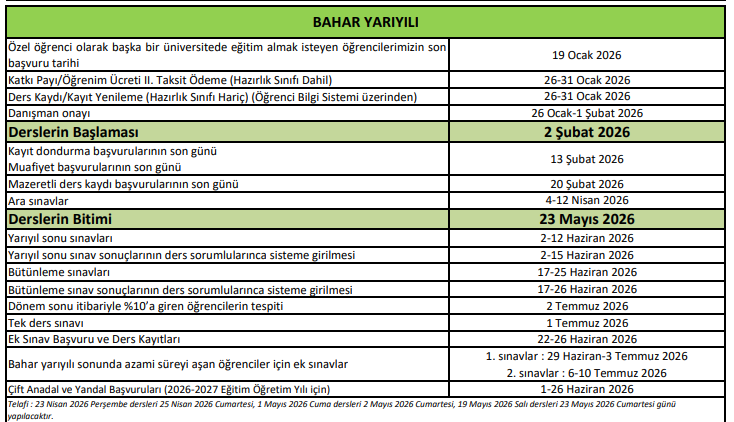 BAHAR YARIYILI
Özel öğrenci olarak başka bir üniversitede eğitim almak isteyen öğrencilerimizin son
başvuru tarihi
19 Ocak 2026
Katkı Payı/Öğrenim Ücreti II. Taksit Ödeme (Hazırlık Sınıfı Dahil)
26-31 Ocak 2026
Ders Kaydı/Kayıt Yenileme (Hazırlık Sınıfı Hariç) (Öğrenci Bilgi Sistemi üzerinden)
26-31 Ocak 2026
Danışman onayı
26 Ocak-1 Şubat 2026
Derslerin Başlaması
2 Şubat 2026
Kayıt dondurma başvurularının son günü
Muafiyet başvurularının son günü
13 Şubat 2026
Mazeretli ders kaydı başvurularının son günü
20 Şubat 2026
Ara sınavlar
4-12 Nisan 2026
Derslerin Bitimi
23 Mayıs 2026
Yarıyıl sonu sınavları
2-12 Haziran 2026
Yarıyıl sonu sınav sonuçlarının ders sorumlularınca sisteme girilmesi
2-15 Haziran 2026
Bütünleme sınavları
17-25 Haziran 2026
Bütünleme sınav sonuçlarının ders sorumlularınca sisteme girilmesi
17-26 Haziran 2026
Dönem sonu itibariyle %10’a giren öğrencilerin tespiti
2 Temmuz 2026
Tek ders sınavı
1 Temmuz 2026
Ek Sınav Başvuru ve Ders Kayıtları
22-26 Haziran 2026
Bahar yarıyılı sonunda azami süreyi aşan öğrenciler için ek sınavlar
1. sınavlar : 29 Haziran-3 Temmuz 2026
2. sınavlar : 6-10 Temmuz 2026
Çift Anadal ve Yandal Başvuruları (2026-2027 Eğitim Öğretim Yılı için)
1-26 Haziran 2026
Telafi : 23 Nisan 2026 Perşembe dersleri 25 Nisan 2026 Cumartesi, 1 Mayıs 2026 Cuma dersleri 2 Mayıs 2026 Cumartesi, 19 Mayıs 2026 Salı dersleri 23 Mayıs 2026 Cumartesi günü
yapılacaktır.